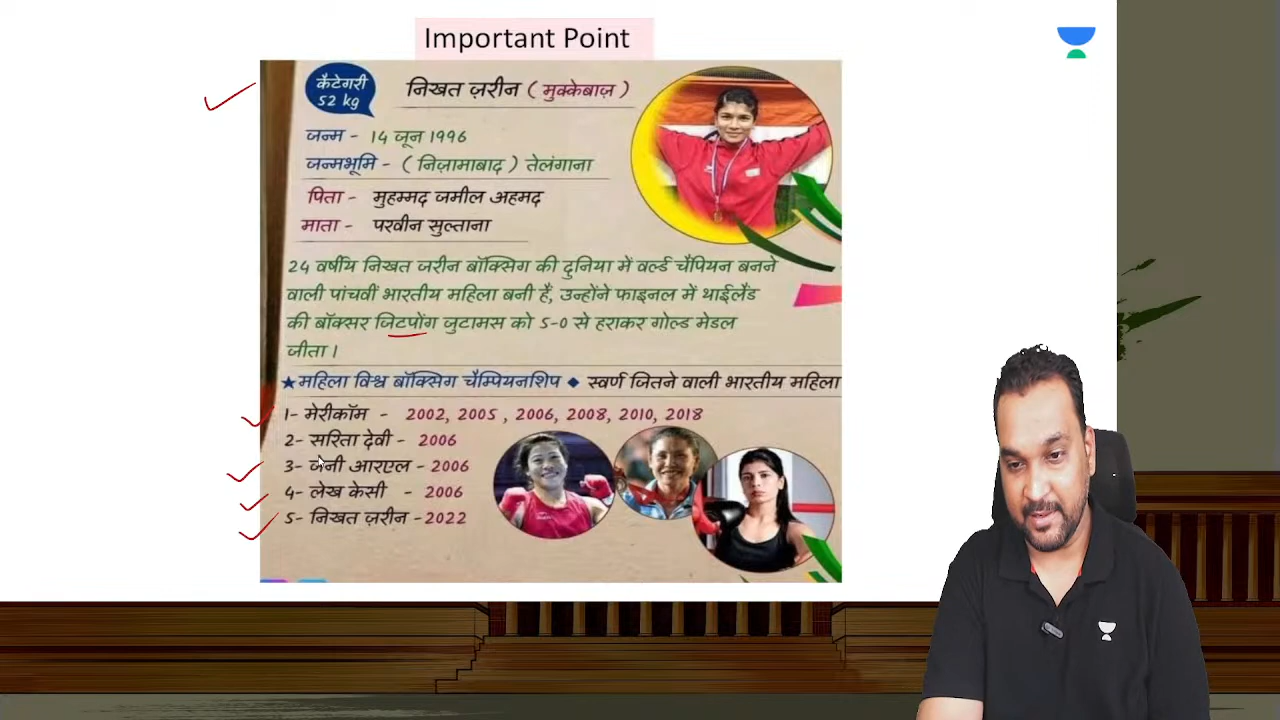 Important Point
कैटेगरी
52 kg
निखत ज़रीन ( मुक्केबाज़ )
जन्म - 14 जून 1996
जन्मभूमि - ( निज़ामाबाद ) तेलंगाना
पिता - मुहम्मद जमील अहमद
माता - परवीन सुल्ताना
24 वर्षीय निखत जरीन बॉक्सिग की दुनिया में वर्ल्ड चैंपियन बनने
वाली पांचवीं भारतीय महिला बनी हैं, उन्होंने फाइनल में थाईलैंड
की बॉक्सर जिटपोंग जुटामस को 5-0 से हराकर गोल्ड मेडल
जीता ।
★महिला विश्व बॉक्सिग चैम्पियनशिप ◆ स्वर्ण जितने वाली भारतीय महिला
1- मेरीकॉम - 2002, 2005 , 2006, 2008, 2010, 2018
2- सरिता देवी - 2006
3- जेनी आरएल - 2006
4- लेख केसी - 2006
5- निखत ज़रीन -2022